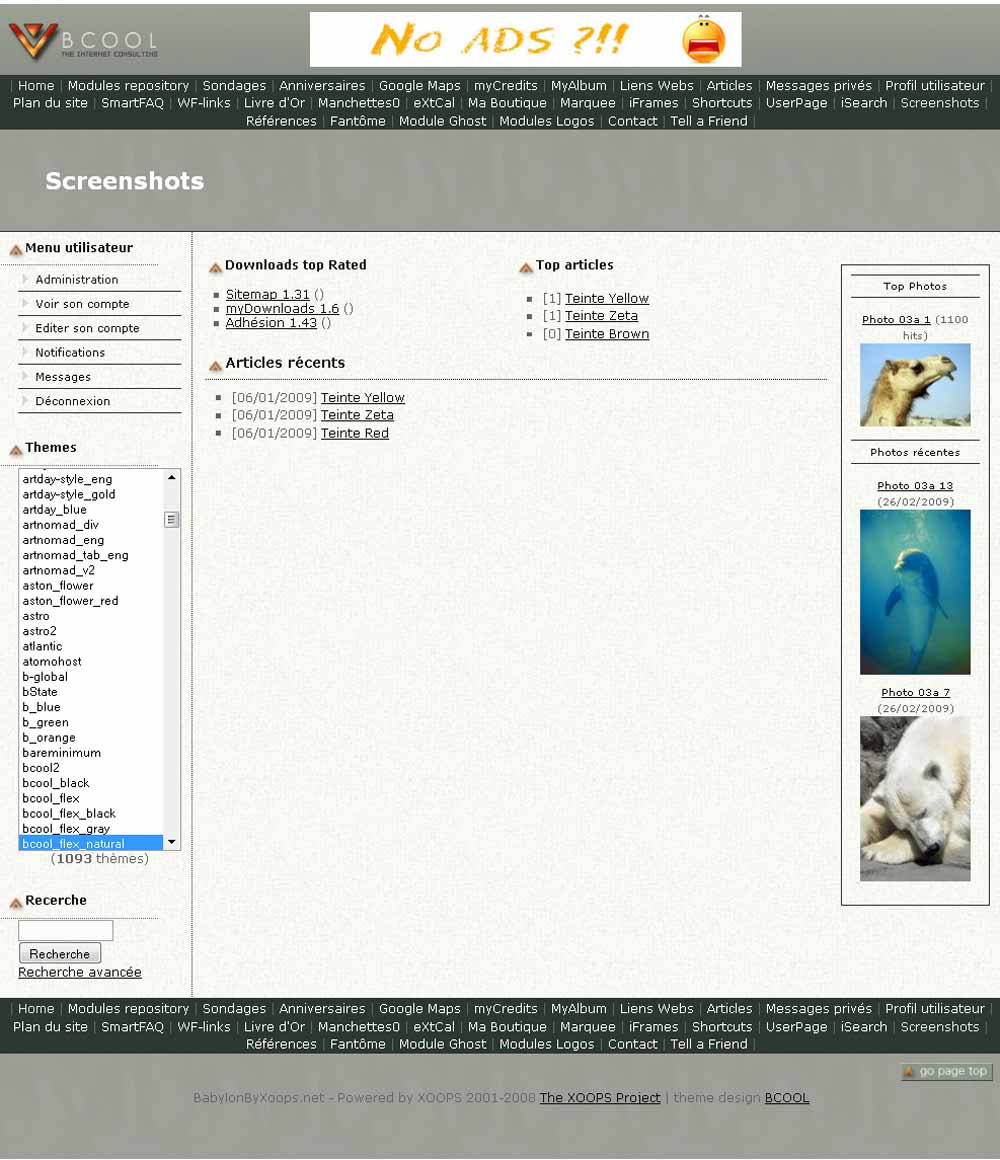 BCOOL
THE INTERNET CONSULTING
No ADS ?!!
| Home | Modules repository | Sondages | Anniversaires | Google Maps | myCredits | MyAlbum | Liens Webs | Articles | Messages privés | Profil utilisateur |
Plan du site | SmartFAQ | WF-links | Livre d'Or | Manchettes0 | eXtCal | Ma Boutique | Marquee | iFrames | Shortcuts | UserPage | iSearch | Screenshots |
Références | Fantôme | Module Ghost | Modules Logos | Contact | Tell a Friend |
Screenshots
Menu utilisateur
Administration
Voir son compte
Editer son compte
Notifications
Messages
Déconnexion
Themes
artday-style_eng
artday-style_gold
artday_blue
artnomad_div
artnomad_eng
artnomad_tab_eng
artnomad_v2
aston_flower
aston_flower_red
astro
astro2
atlantic
atomohost
b-global
bState
b_blue
b_green
b_orange
bareminimum
bcool2
bcool_black
bcool_flex
bcool_flex_black
bcool_flex_gray
bcool_flex_natural
(1093 thèmes)
Recerche
Recherche
Recherche avancée
Downloads top Rated
Sitemap 1.31 ()
myDownloads 1.6 ()
Adhésion 1.43 ()
Top articles
[1] Teinte Yellow
[1] Teinte Zeta
[0] Teinte Brown
Articles récents
[06/01/2009] Teinte Yellow
[06/01/2009] Teinte Zeta
[06/01/2009] Teinte Red
Top Photos
Photo 03a 1 (1100
hits)
Photos récentes
Photo 03a 13
(26/02/2009)
Photo 03a 7
(26/02/2009)
| Home | Modules repository | Sondages | Anniversaires | Google Maps | myCredits | MyAlbum | Liens Webs | Articles | Messages privés | Profil utilisateur |
Plan du site | SmartFAQ | WF-links | Livre d'Or | Manchettes0 | eXtCal | Ma Boutique | Marquee | iFrames | Shortcuts | UserPage | iSearch | Screenshots |
Références | Fantôme | Module Ghost | Modules Logos | Contact | Tell a Friend |
go page top
BabylonByXoops.net - Powered by XOOPS 2001-2008 The XOOPS Project | theme design BCOOL